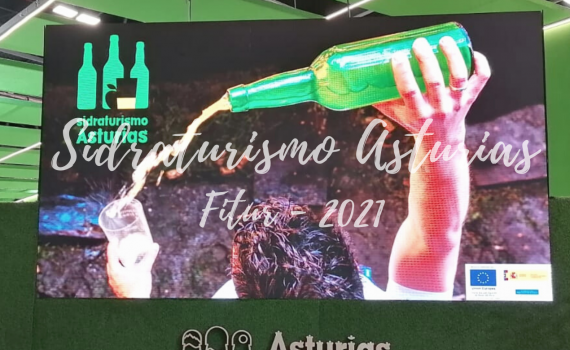 sidraturismo
Asturias
Sidraturismo Asturias
Fitur - 2021
Asturias